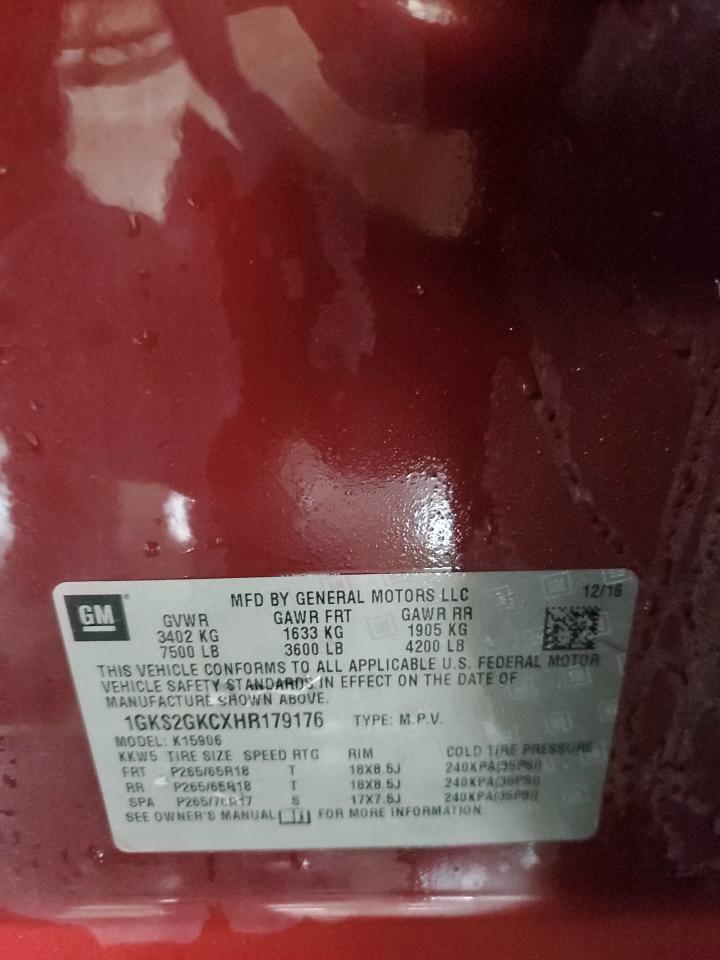 GM
MFD BY GENERAL MOTORS LLC
12/16
GVWR GAWR FRT GAWR RR
3402 KG 1633 KG 1905 KG
7500 LB 3600 LB 4200 LB
THIS VEHICLE CONFORMS TO ALL APPLICABLE U.S. FEDERAL MOTOR
VEHICLE SAFETY STANDARDS IN EFFECT ON THE DATE OF
MANUFACTURE SHOWN ABOVE.
1GKS2GKCXHR179176 TYPE: M.P.V.
MODEL: K15906
KKW5 TIRE SIZE SPEED RTG RIM COLD TIRE PRESSURE
FRT P265/65R18 T 18X8.5J 240KPA(35PSI)
RR P265/65R18 T 18X8.5J 240KPA(35PSI)
SPA P265/70R17 S 17X7.5J 240KPA(35PSI)
SEE OWNER'S MANUAL FOR MORE INFORMATION